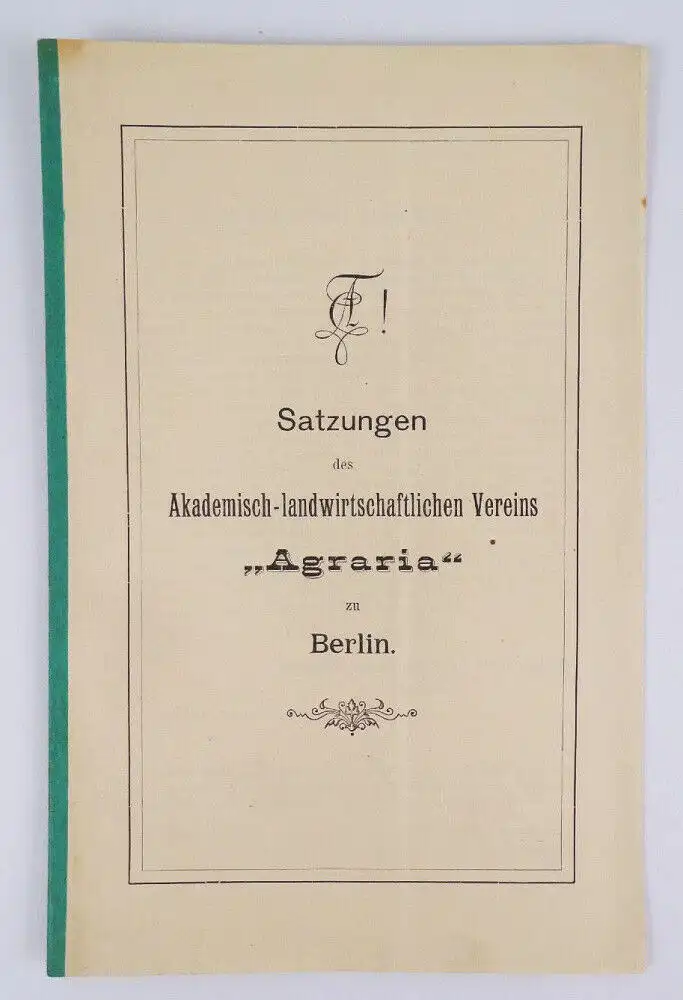 !
Satzungen
des
Akademisch-landwirtschaftlichen Vereins
„Agraria“
zu
Berlin.